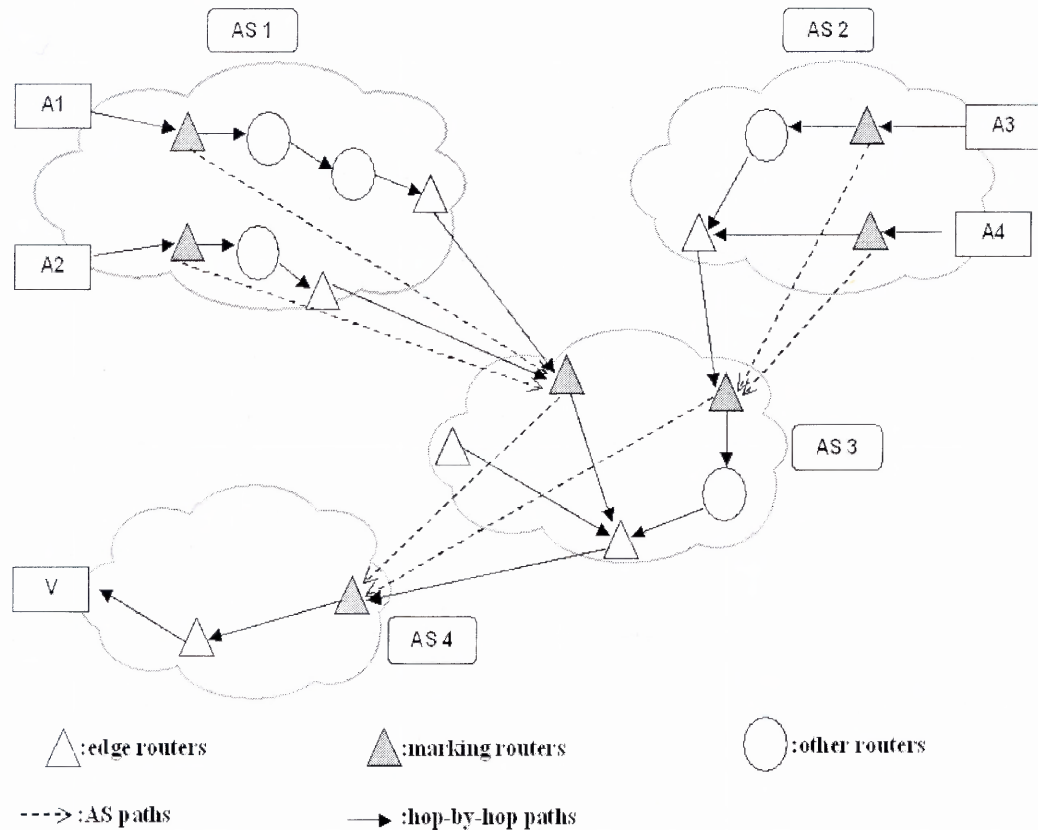 AS 1
AS 2
A1
A3
A2
A4
AS 3
V
AS 4
:edge routers
:marking routers
:other routers
:AS paths
:hop-by-hop paths